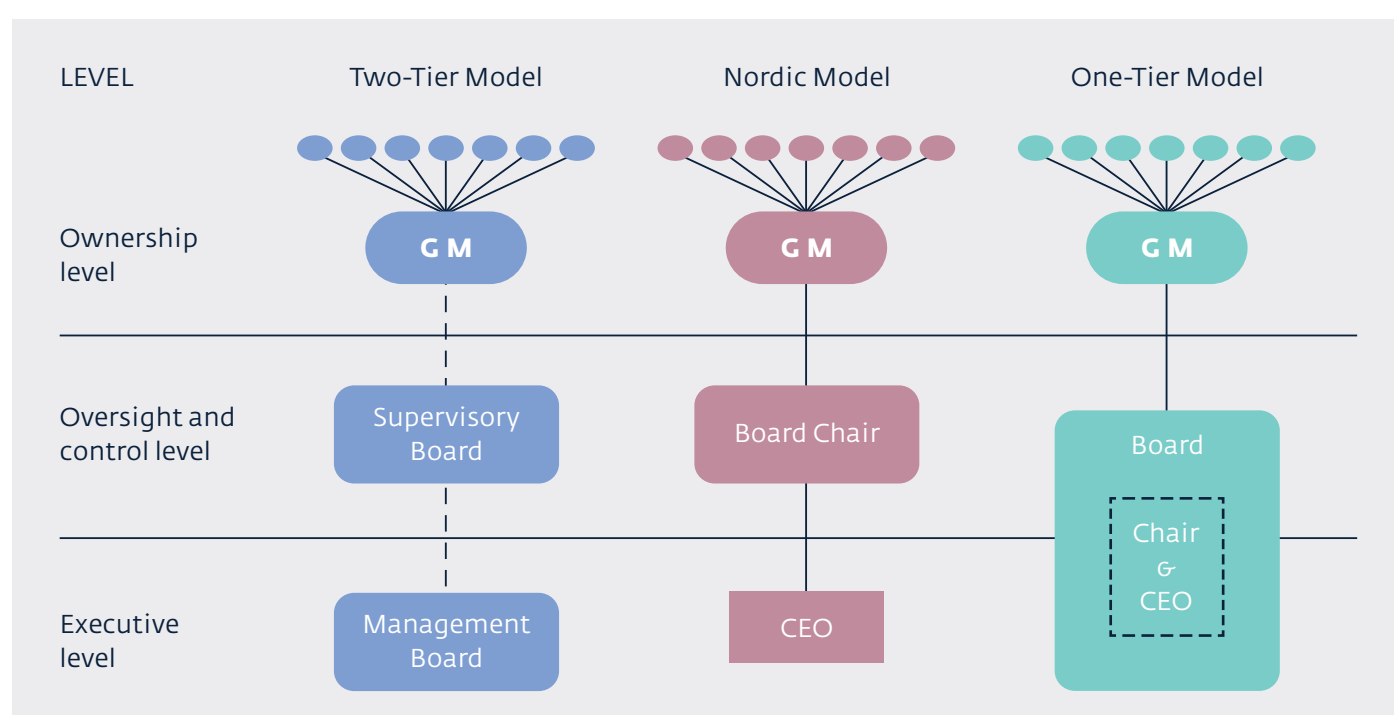 LEVEL
Two-Tier Model
Nordic Model
One-Tier Model
Ownership
level
G M
G M
G M
Oversight and
control level
Supervisory
Board
Board Chair
Board
Chair
&
CEO
Executive
level
Management
Board
CEO